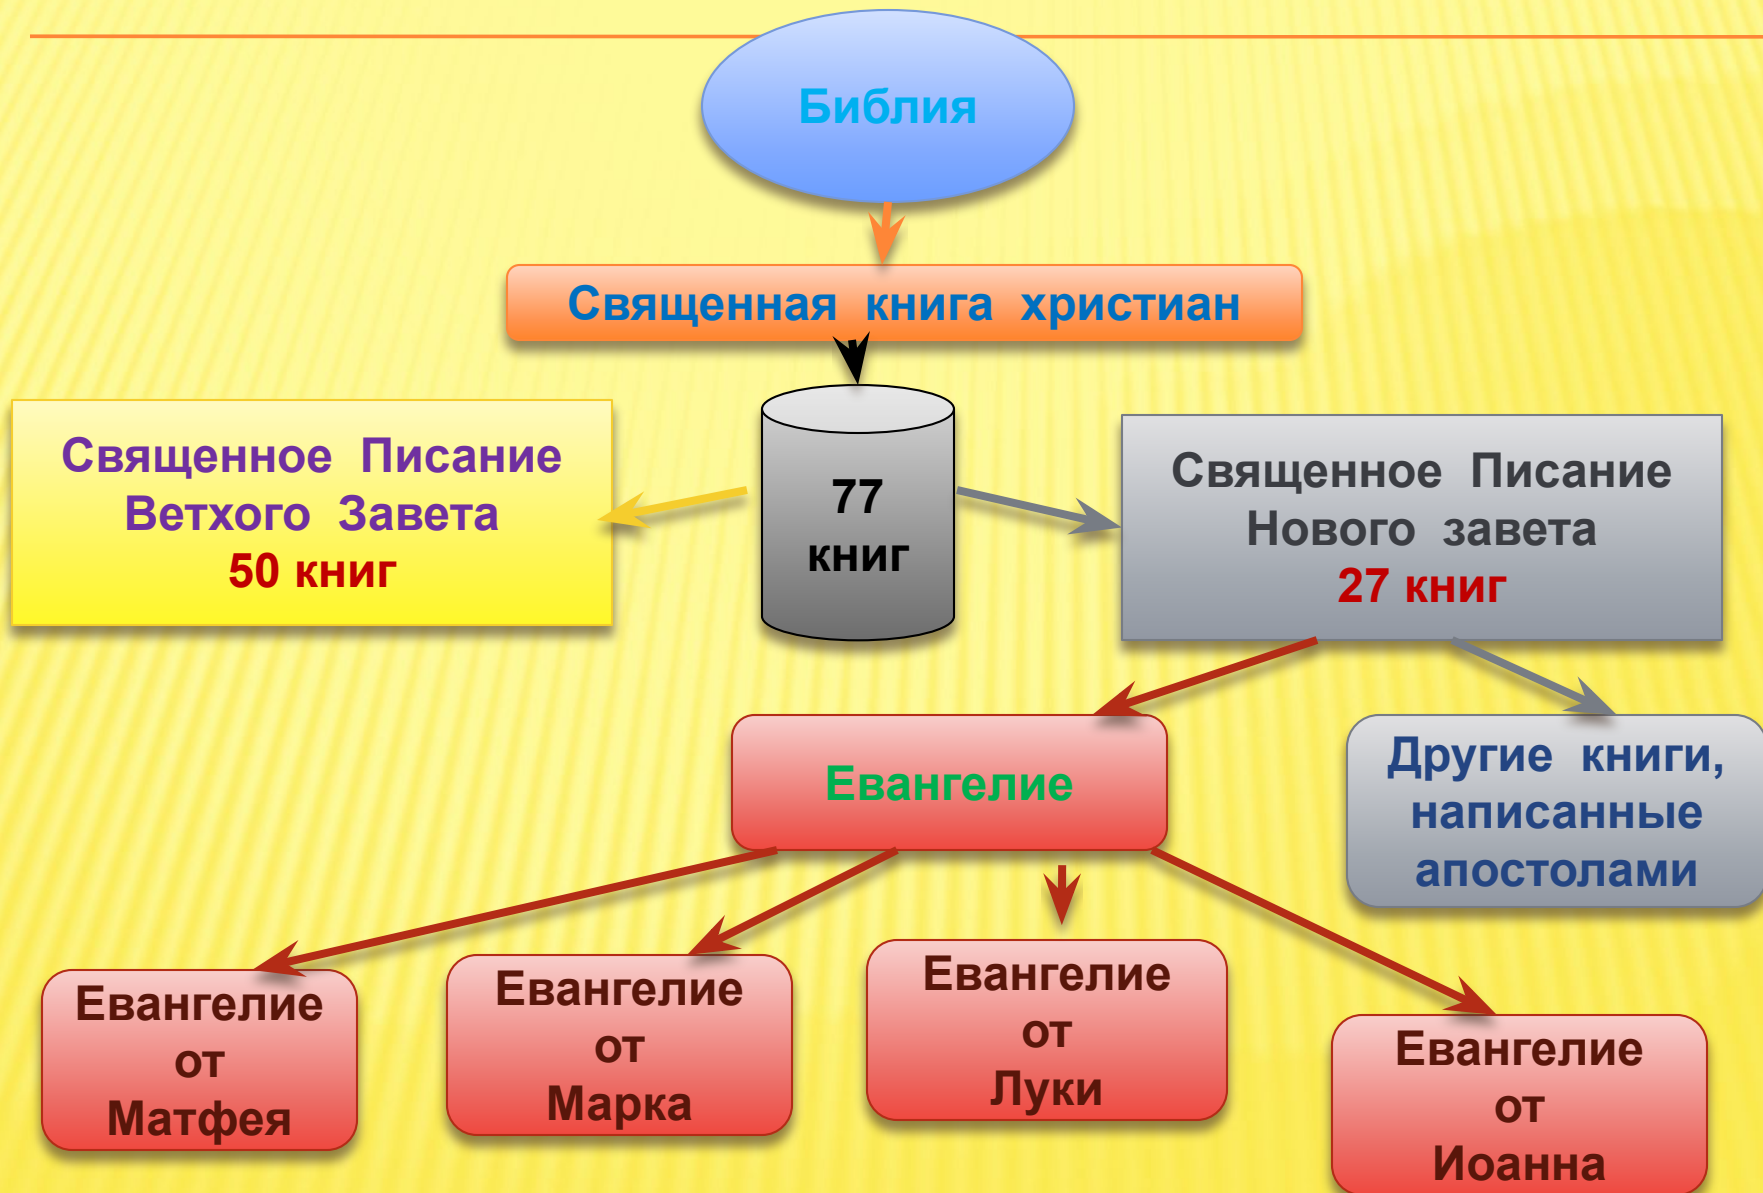 Библия
Священная книга христиан
Священное Писание
Ветхого Завета
50 книг
77
книг
Священное Писание
Нового завета
27 книг
Евангелие
Другие книги,
написанные
апостолами
Евангелие
от
Матфея
Евангелие
от
Марка
Евангелие
от
Луки
Евангелие
от
Иоанна